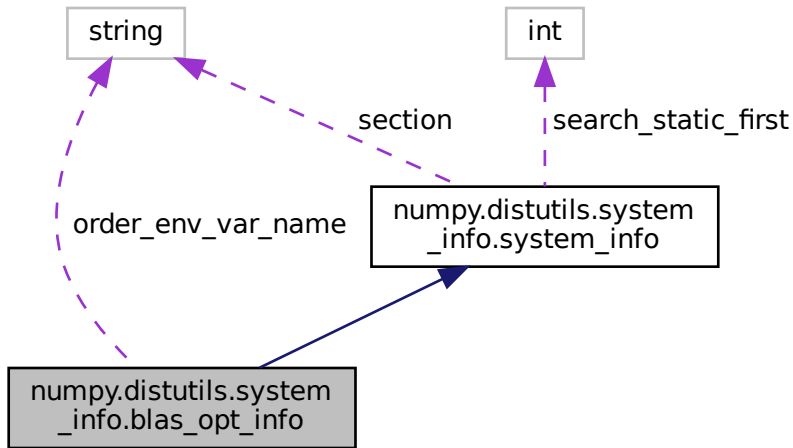 string
int
section
search_static_first
order_env_var_name
numpy.distutils.system
_info.system_info
numpy.distutils.system
_info.blas_opt_info